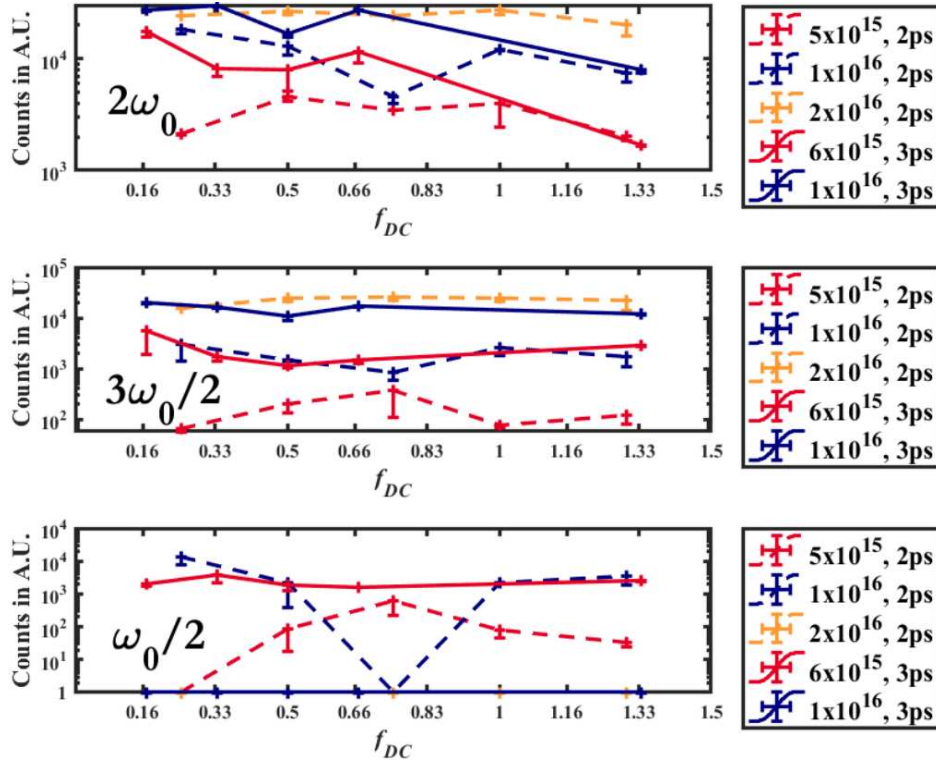 Counts in A.U.
10^4
10^3
2ω_0
0.16 0.33 0.5 0.66 0.83 1 1.16 1.33 1.5
f_DC
5x10^15, 2ps
1x10^16, 2ps
2x10^16, 2ps
6x10^15, 3ps
1x10^16, 3ps
Counts in A.U.
10^5
10^4
10^3
10^2
3ω_0/2
0.16 0.33 0.5 0.66 0.83 1 1.16 1.33 1.5
f_DC
5x10^15, 2ps
1x10^16, 2ps
2x10^16, 2ps
6x10^15, 3ps
1x10^16, 3ps
Counts in A.U.
10^4
10^3
10^2
10^1
1
ω_0/2
0.16 0.33 0.5 0.66 0.83 1 1.16 1.33 1.5
f_DC
5x10^15, 2ps
1x10^16, 2ps
2x10^16, 2ps
6x10^15, 3ps
1x10^16, 3ps